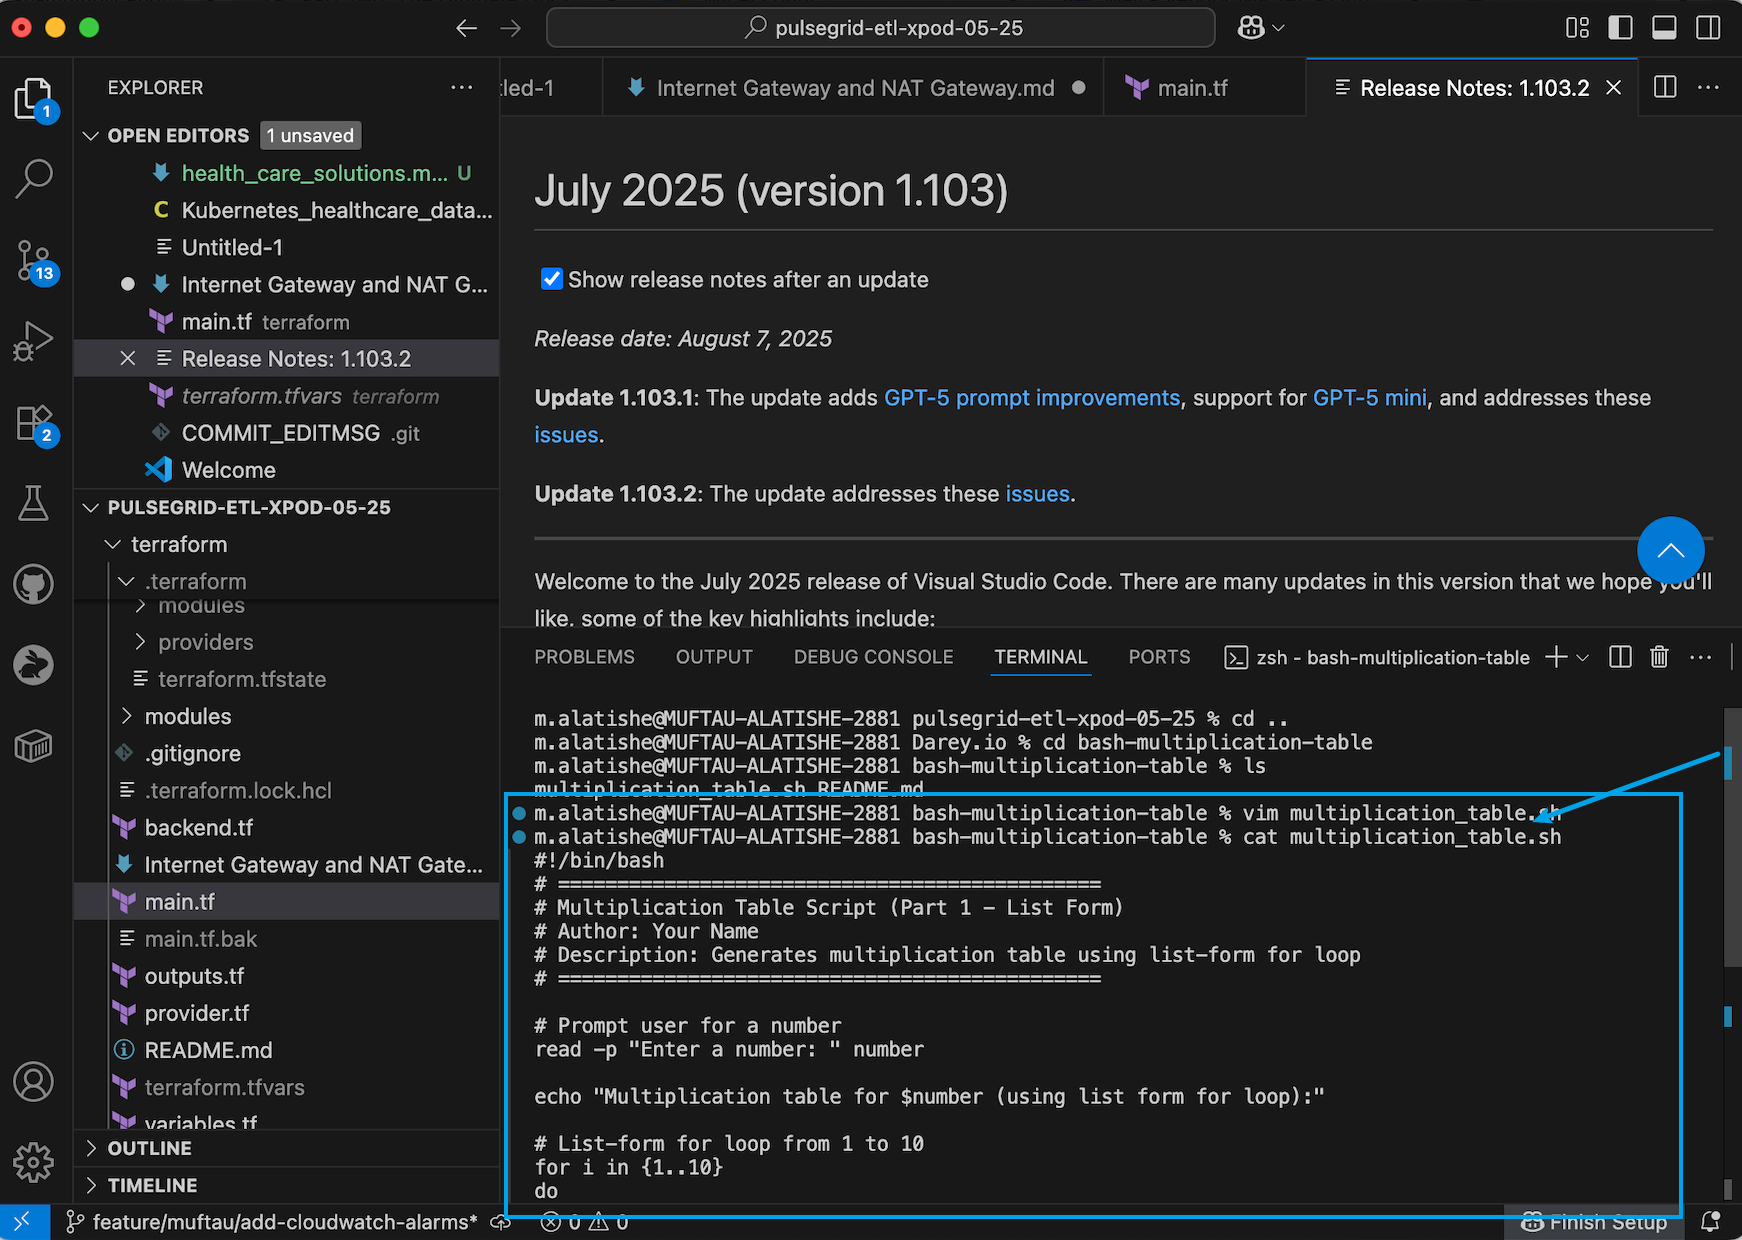 pulsegrid-etl-xpod-05-25
EXPLORER
1
OPEN EDITORS 1 unsaved
health_care_solutions.m... U
Kubernetes_healthcare_data...
Untitled-1
Internet Gateway and NAT G...
main.tf terraform
Release Notes: 1.103.2
terraform.tfvars terraform
COMMIT_EDITMSG .git
Welcome
13
2
PULSEGRID-ETL-XPOD-05-25
terraform
.terraform
modules
providers
terraform.tfstate
modules
.gitignore
.terraform.lock.hcl
backend.tf
Internet Gateway and NAT Gate...
main.tf
main.tf.bak
outputs.tf
provider.tf
README.md
terraform.tfvars
variables.tf
OUTLINE
TIMELINE
tled-1
Internet Gateway and NAT Gateway.md
main.tf
Release Notes: 1.103.2
July 2025 (version 1.103)
Show release notes after an update
Release date: August 7, 2025
Update 1.103.1: The update adds GPT-5 prompt improvements, support for GPT-5 mini, and addresses these
issues.
Update 1.103.2: The update addresses these issues.
Welcome to the July 2025 release of Visual Studio Code. There are many updates in this version that we hope you'll
like, some of the key highlights include:
PROBLEMS OUTPUT DEBUG CONSOLE TERMINAL PORTS zsh - bash-multiplication-table
m.alatishe@MUFTAU-ALATISHE-2881 pulsegrid-etl-xpod-05-25 % cd ..
m.alatishe@MUFTAU-ALATISHE-2881 Darey.io % cd bash-multiplication-table
m.alatishe@MUFTAU-ALATISHE-2881 bash-multiplication-table % ls
multiplication_table.sh README.md
m.alatishe@MUFTAU-ALATISHE-2881 bash-multiplication-table % vim multiplication_table.sh
m.alatishe@MUFTAU-ALATISHE-2881 bash-multiplication-table % cat multiplication_table.sh
#!/bin/bash
# ==============================================
# Multiplication Table Script (Part 1 - List Form)
# Author: Your Name
# Description: Generates multiplication table using list-form for loop
# ==============================================
# Prompt user for a number
read -p "Enter a number: " number
echo "Multiplication table for $number (using list form for loop):"
# List-form for loop from 1 to 10
for i in {1..10}
do
feature/muftau/add-cloudwatch-alarms* 0 0 Finish Setup